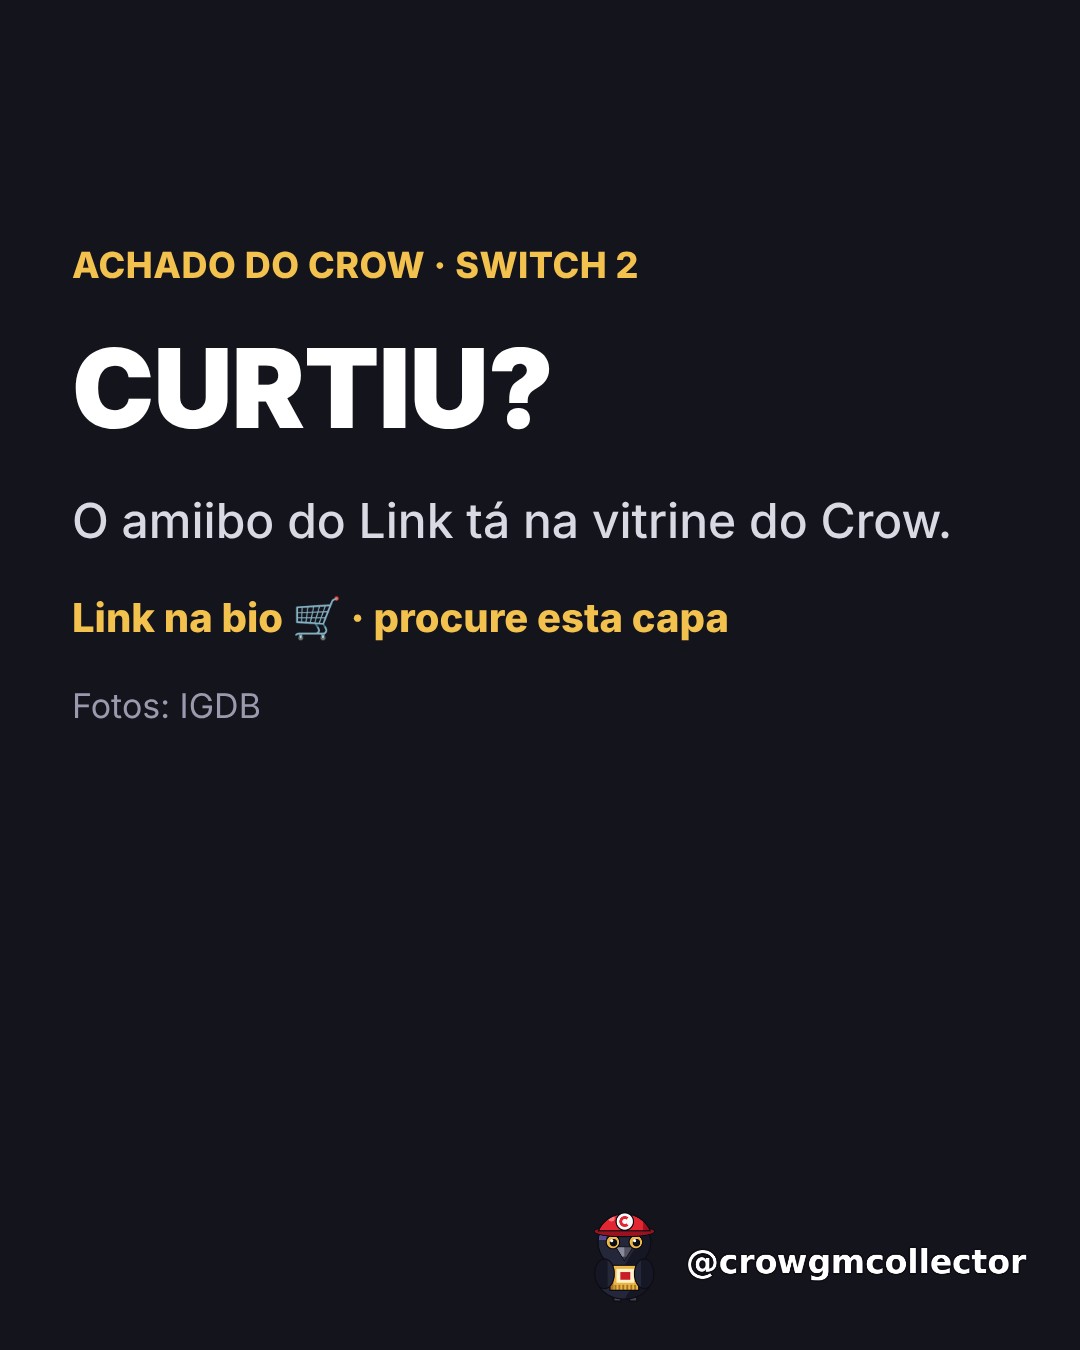 ACHADO DO CROW · SWITCH 2
CURTIU?
O amiibo do Link tá na vitrine do Crow.
Link na bio 🛒 · procure esta capa
Fotos: IGDB
C
@crowgmcollector